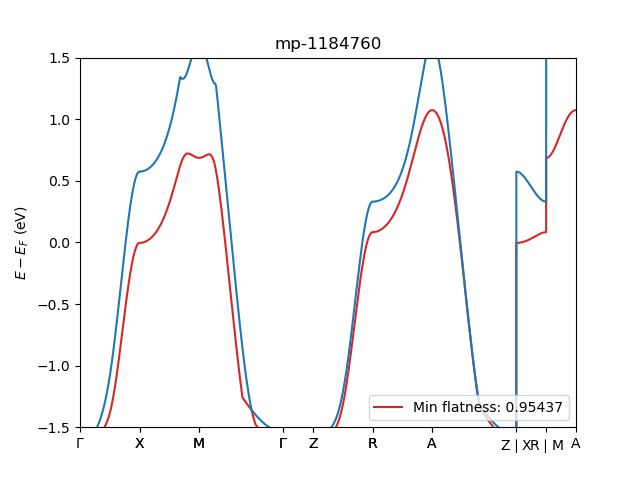 mp-1184760
1.5
1.0
0.5
0.0
−0.5
−1.0
−1.5
E − E_F (eV)
Min flatness: 0.95437
Γ X M Γ Z R A Z | XR | M A